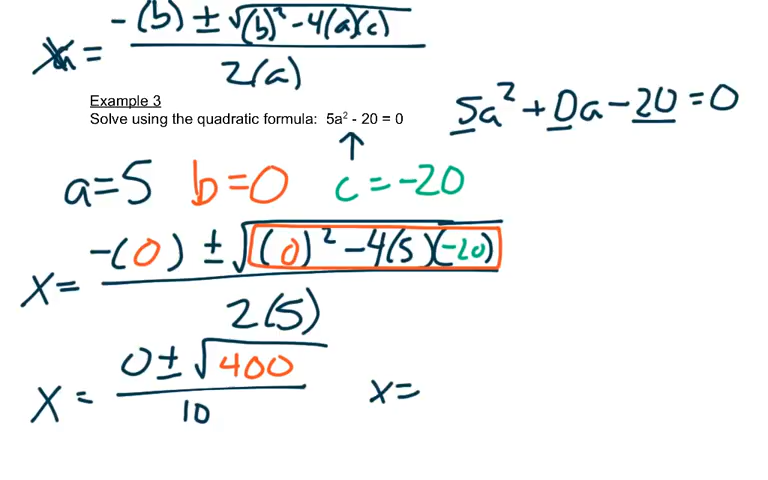 x = -(b) ± √(b)² - 4(a)(c) / 2(a)
Example 3
Solve using the quadratic formula: 5a² - 20 = 0
5a² + 0a - 20 = 0
a = 5 b = 0 c = -20
x = -(0) ± √(0)² - 4(5)(-20) / 2(5)
x = 0 ± √400 / 10 x =